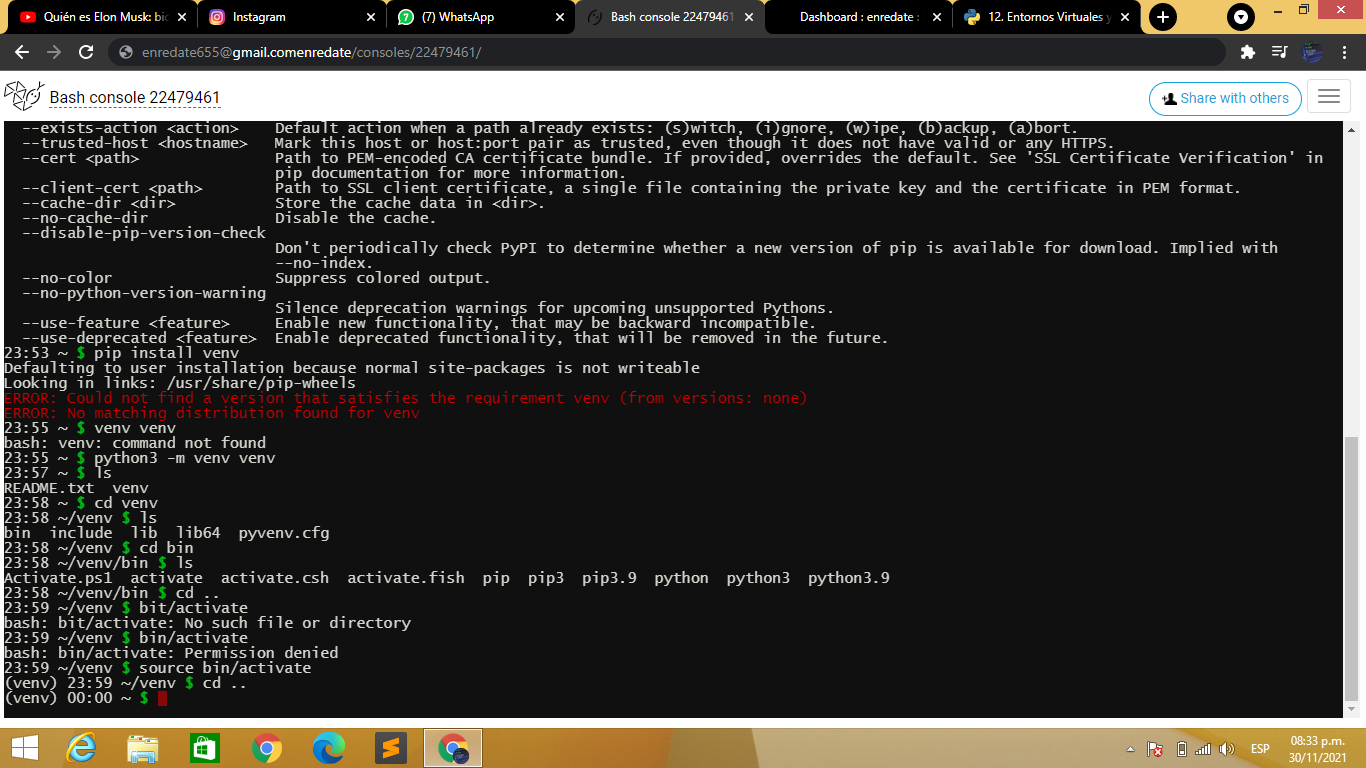 Quién es Elon Musk: bio
Instagram
(7) WhatsApp
Bash console 22479461
Dashboard : enredate :
12. Entornos Virtuales y
enredate655@gmail.comenredate/consoles/22479461/
Bash console 22479461
Share with others
--exists-action <action> Default action when a path already exists: (s)witch, (i)gnore, (w)ipe, (b)ackup, (a)bort.
--trusted-host <hostname> Mark this host or host:port pair as trusted, even though it does not have valid or any HTTPS.
--cert <path> Path to PEM-encoded CA certificate bundle. If provided, overrides the default. See 'SSL Certificate Verification' in
pip documentation for more information.
--client-cert <path> Path to SSL client certificate, a single file containing the private key and the certificate in PEM format.
--cache-dir <dir> Store the cache data in <dir>.
--no-cache-dir Disable the cache.
--disable-pip-version-check
Don't periodically check PyPI to determine whether a new version of pip is available for download. Implied with
--no-index.
--no-color Suppress colored output.
--no-python-version-warning
Silence deprecation warnings for upcoming unsupported Pythons.
--use-feature <feature> Enable new functionality, that may be backward incompatible.
--use-deprecated <feature> Enable deprecated functionality, that will be removed in the future.
23:53 ~ $ pip install venv
Defaulting to user installation because normal site-packages is not writeable
Looking in links: /usr/share/pip-wheels
ERROR: Could not find a version that satisfies the requirement venv (from versions: none)
ERROR: No matching distribution found for venv
23:55 ~ $ venv venv
bash: venv: command not found
23:55 ~ $ python3 -m venv venv
23:57 ~ $ ls
README.txt venv
23:58 ~ $ cd venv
23:58 ~/venv $ ls
bin include lib lib64 pyvenv.cfg
23:58 ~/venv $ cd bin
23:58 ~/venv/bin $ ls
Activate.ps1 activate activate.csh activate.fish pip pip3 pip3.9 python python3 python3.9
23:58 ~/venv/bin $ cd ..
23:59 ~/venv $ bit/activate
bash: bit/activate: No such file or directory
23:59 ~/venv $ bin/activate
bash: bin/activate: Permission denied
23:59 ~/venv $ source bin/activate
(venv) 23:59 ~/venv $ cd ..
(venv) 00:00 ~ $
ESP
08:33 p.m.
30/11/2021